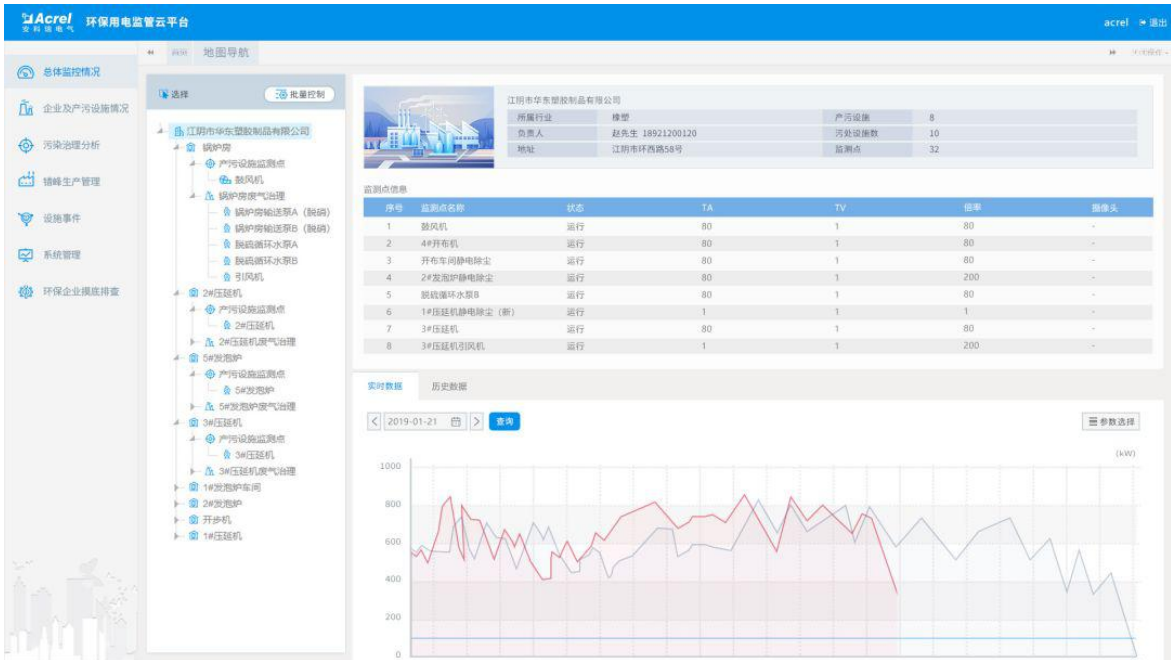 Acrel 环保用电监管云平台
安科瑞电气
acrel 退出
地图导航
总体监控情况
企业及产污设施情况
污染治理分析
错峰生产管理
设施事件
系统管理
环保企业摸底排查
选择 批量控制
江阴市华东塑胶制品有限公司
锅炉房
产污设施监测点
鼓风机
锅炉房废气治理
锅炉房输送泵A（脱硝）
锅炉房输送泵B（脱硝）
脱硫循环水泵A
脱硫循环水泵B
引风机
2#压延机
产污设施监测点
2#压延机
2#压延机废气治理
5#发泡炉
产污设施监测点
5#发泡炉
5#发泡炉废气治理
3#压延机
产污设施监测点
3#压延机
3#压延机废气治理
1#发泡炉车间
2#发泡炉
开步机
1#压延机
江阴市华东塑胶制品有限公司
所属行业 橡塑 产污设施 8
负责人 赵先生 18921200120 污处设施数 10
地址 江阴市环西路58号 监测点 32
监测点信息
序号 监测点名称 状态 TA TV 倍率 摄像头
1 鼓风机 运行 80 1 80 -
2 4#开布机 运行 80 1 80 -
3 开布车间静电除尘 运行 80 1 80 -
4 2#发泡炉静电除尘 运行 80 1 200 -
5 脱硫循环水泵B 运行 80 1 80 -
6 1#压延机静电除尘（新） 运行 1 1 1 -
7 3#压延机 运行 80 1 80 -
8 3#压延机引风机 运行 1 1 200 -
实时数据 历史数据
< 2019-01-21 > 查询 参数选择
(kW)
1000
800
600
400
200
0